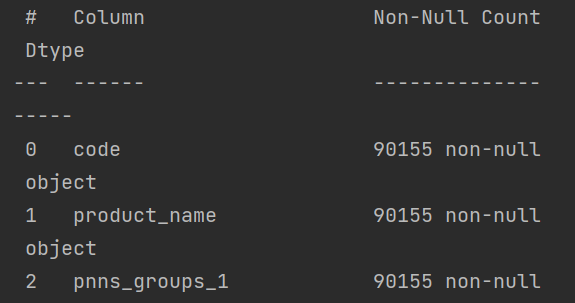 #   Column                   Non-Null Count
Dtype
---  ------                   --------------
-----
0   code                     90155 non-null
object
1   product_name             90155 non-null
object
2   pnns_groups_1            90155 non-null